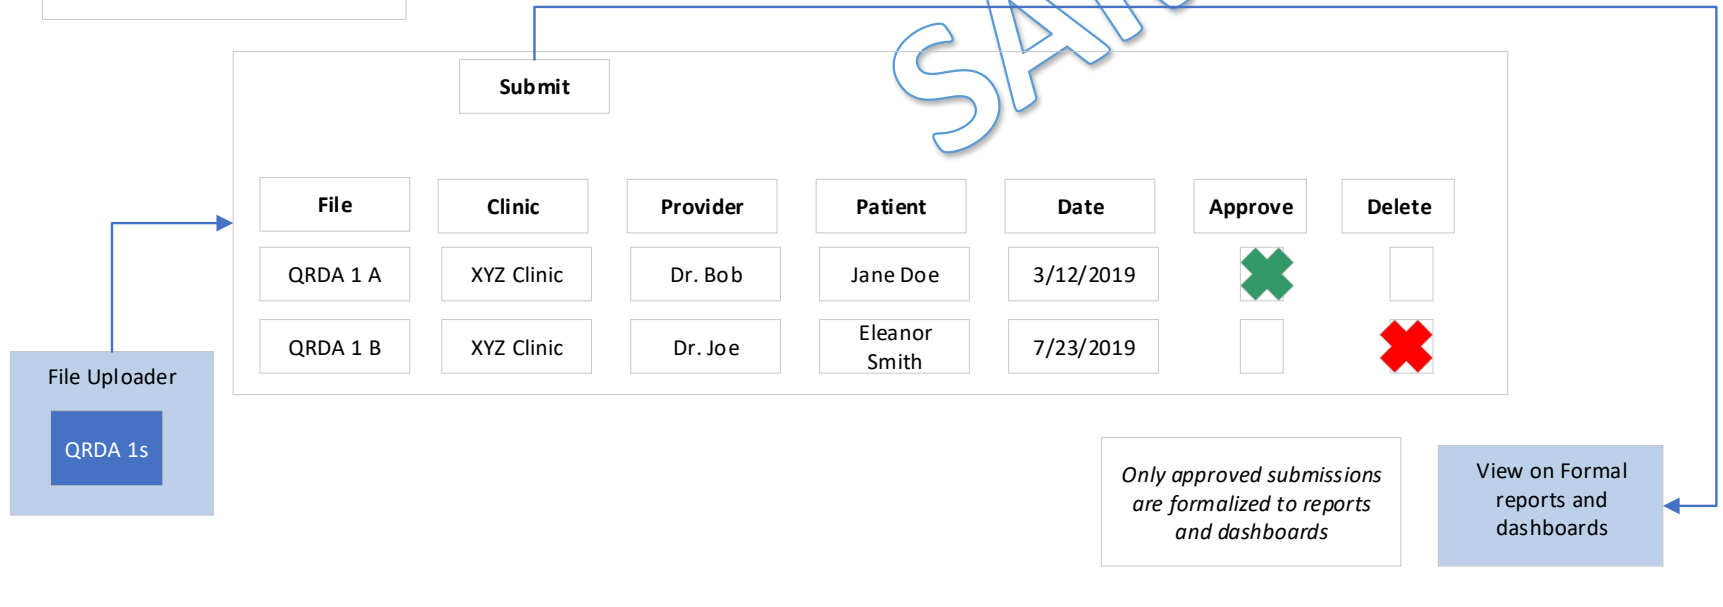 Submit
File Clinic Provider Patient Date Approve Delete
QRDA 1 A XYZ Clinic Dr. Bob Jane Doe 3/12/2019
QRDA 1 B XYZ Clinic Dr. Joe Eleanor
Smith 7/23/2019
File Uploader
QRDA 1s
Only approved submissions
are formalized to reports
and dashboards
View on Formal
reports and
dashboards